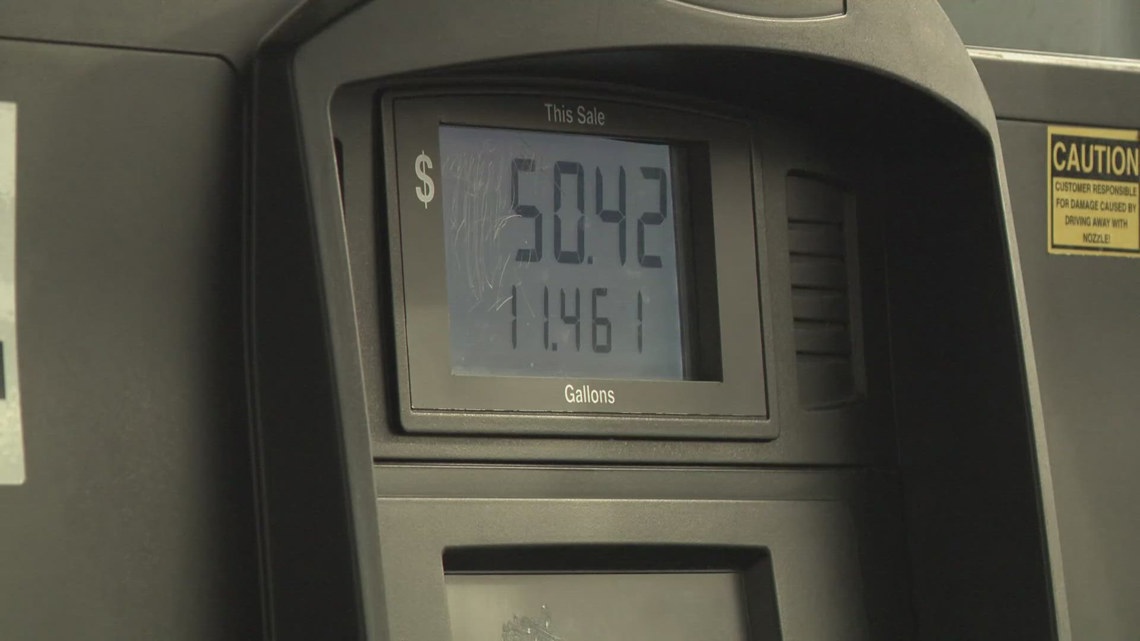 This Sale
$ 50.42
11.461
Gallons
CAUTION
CUSTOMER RESPONSIBLE
FOR DAMAGE CAUSED BY
DRIVING AWAY WITH
NOZZLE!